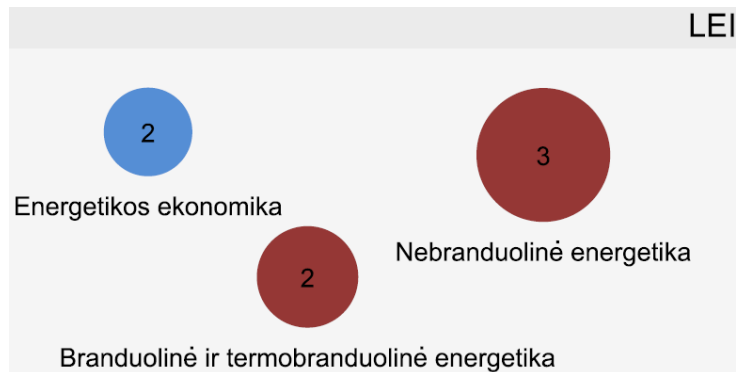 LEI
2
3
Energetikos ekonomika
Nebranduolinė energetika
2
Branduolinė ir termobranduolinė energetika